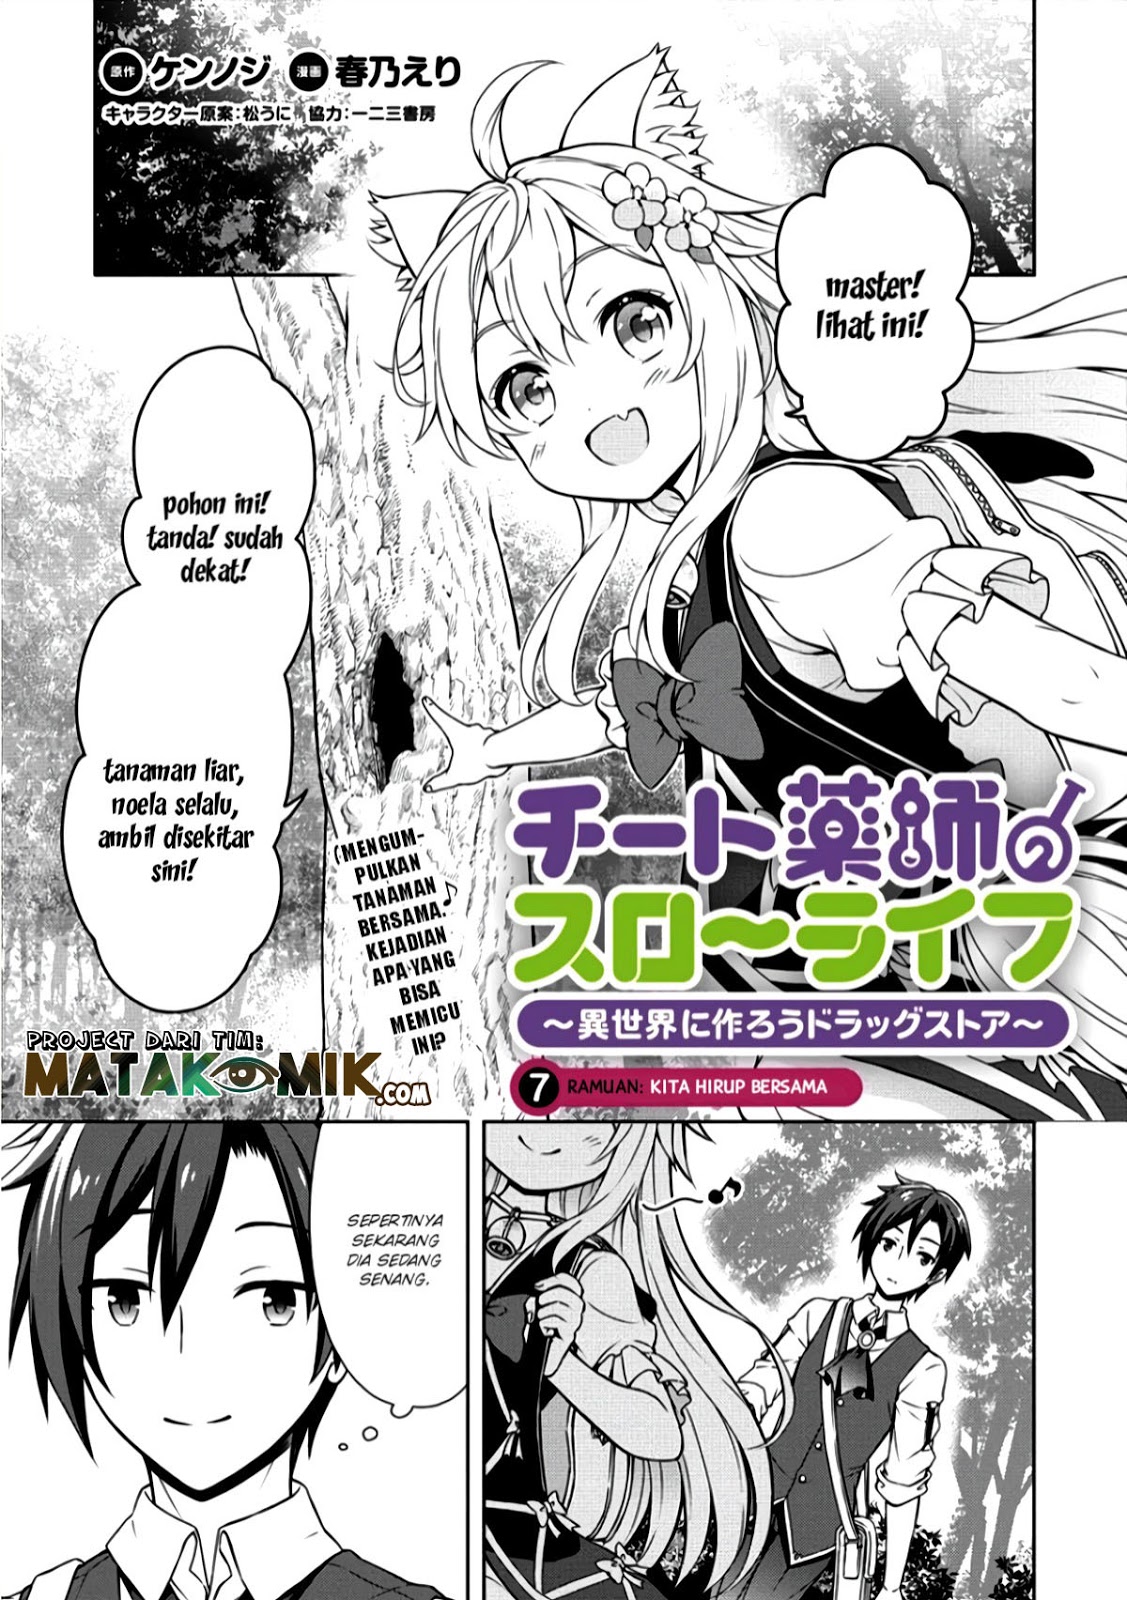 原作 ケンノジ 漫画 春乃えり
キャラクター原案:松うに 協力:一二三書房
master!
lihat ini!
pohon ini!
tanda! sudah
dekat!
tanaman liar,
noela selalu,
ambil disekitar
sini!
(MENGUM-
PULKAN
TANAMAN
BERSAMA.♪
KEJADIAN
APA YANG
BISA
MEMICU
INI?
チート薬師の
スローライフ
～異世界に作ろうドラッグストア～
7 RAMUAN: KITA HIRUP BERSAMA
PROJECT DARI TIM:
MATAKOMIK.COM
♪
SEPERTINYA
SEKARANG
DIA SEDANG
SENANG.